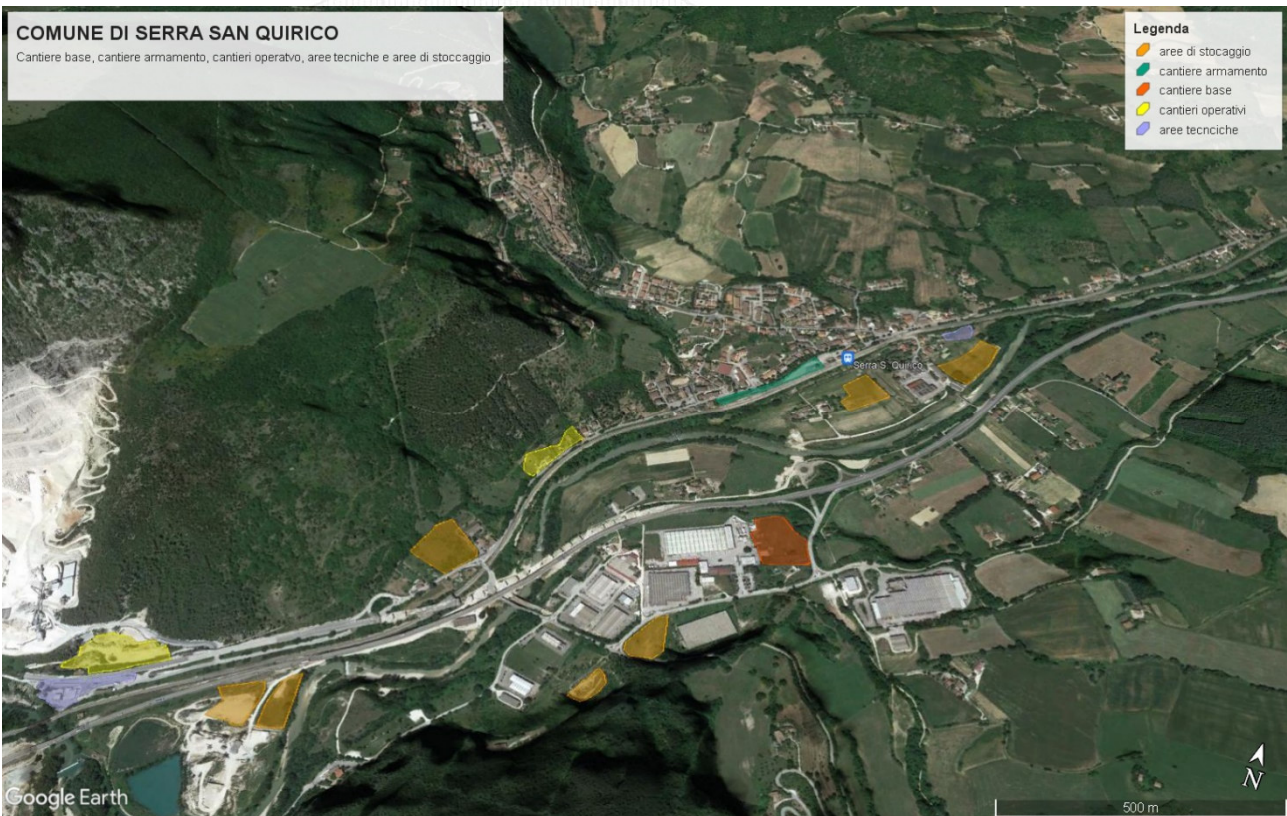 COMUNE DI SERRA SAN QUIRICO
Cantiere base, cantiere armamento, cantieri operatvo, aree tecniche e aree di stoccaggio
Legenda
aree di stocaggio
cantiere armamento
cantiere base
cantieri operativi
aree tecnciche
Serra S. Quirico
N
Google Earth
500 m